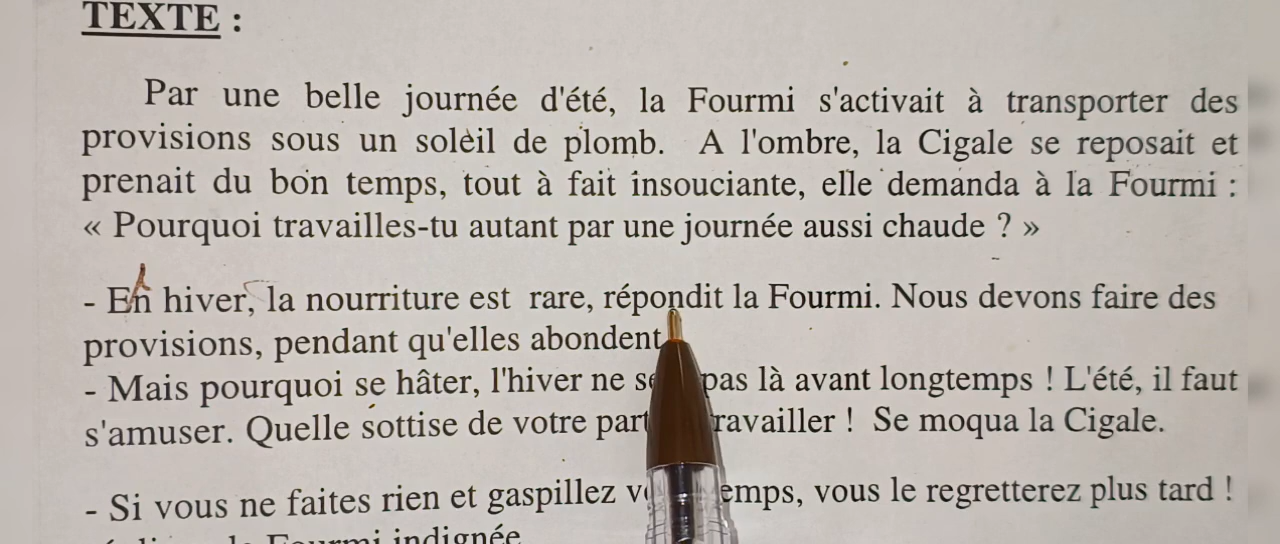 TEXTE :
Par une belle journée d'été, la Fourmi s'activait à transporter des
provisions sous un soleil de plomb. A l'ombre, la Cigale se reposait et
prenait du bon temps, tout à fait insouciante, elle demanda à la Fourmi :
« Pourquoi travailles-tu autant par une journée aussi chaude ? »
- En hiver, la nourriture est rare, répondit la Fourmi. Nous devons faire des
provisions, pendant qu'elles abondent
- Mais pourquoi se hâter, l'hiver ne pas là avant longtemps ! L'été, il faut
s'amuser. Quelle sottise de votre part ! Se moqua la Cigale.
- Si vous ne faites rien et gaspillez vous le regretterez plus tard !
Fourmi indignée